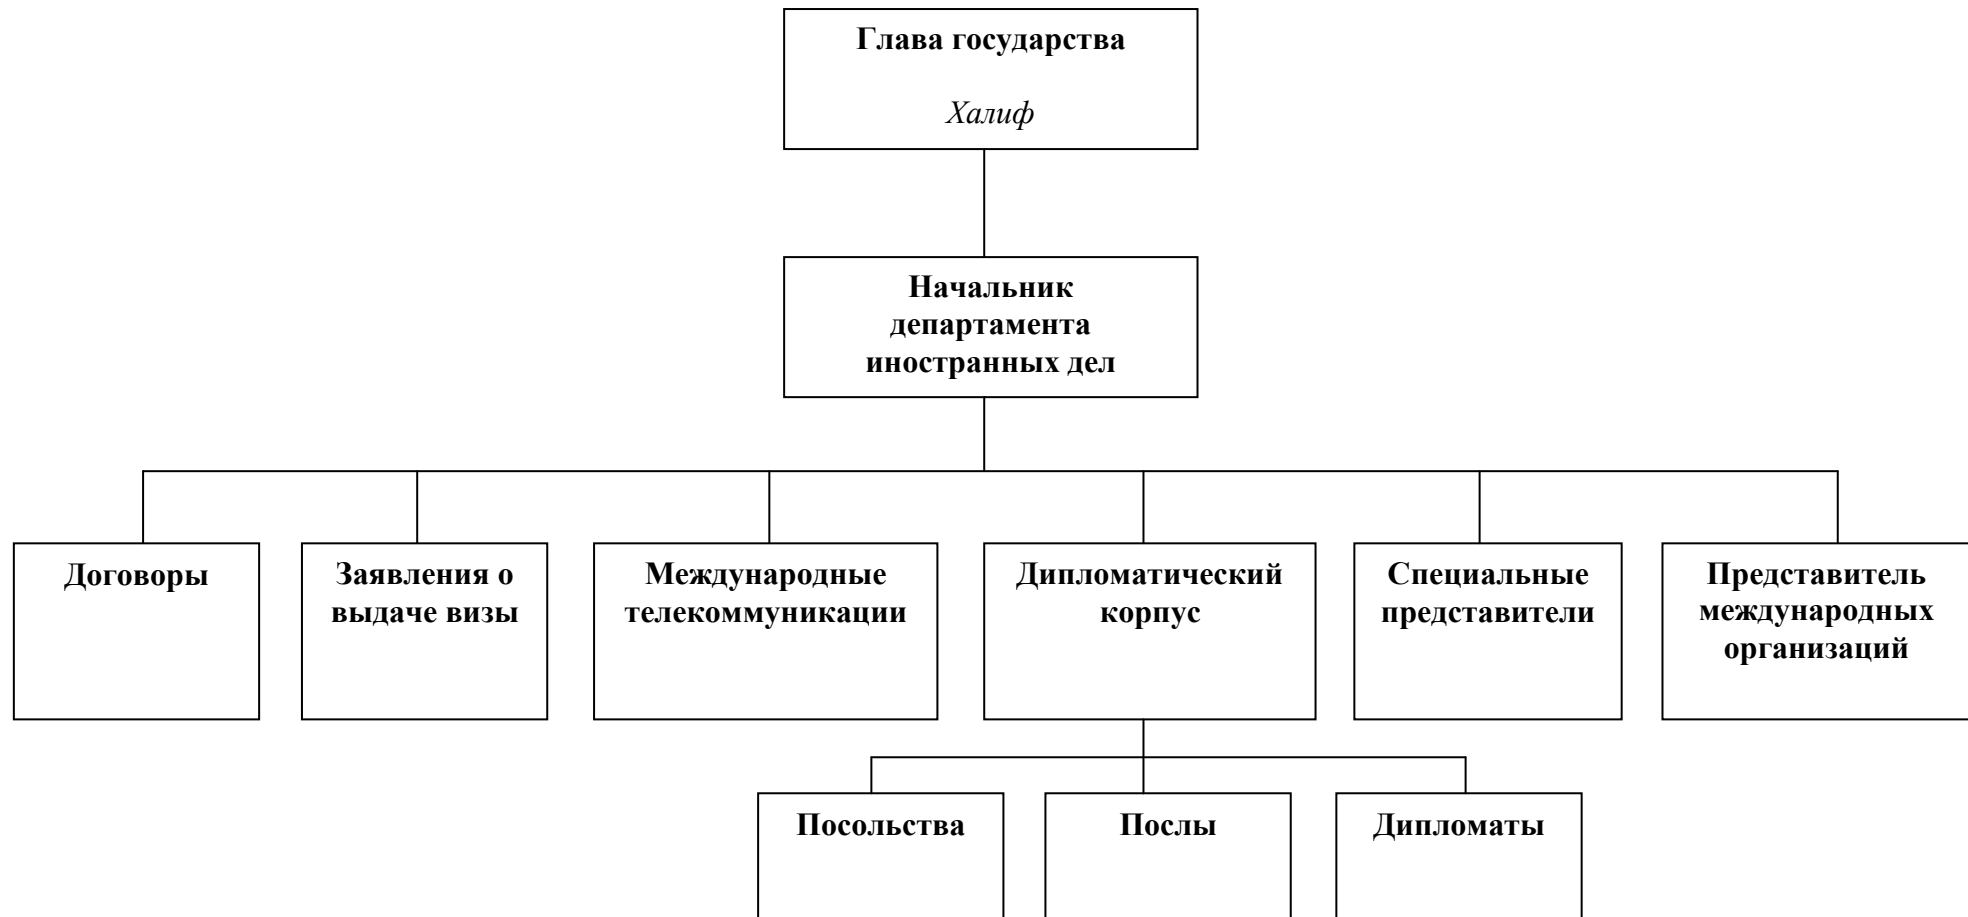 Глава государства
Халиф
Начальник
департамента
иностранных дел
Договоры
Заявления о
выдаче визы
Международные
телекоммуникации
Дипломатический
корпус
Специальные
представители
Представитель
международных
организаций
Посольства
Послы
Дипломаты